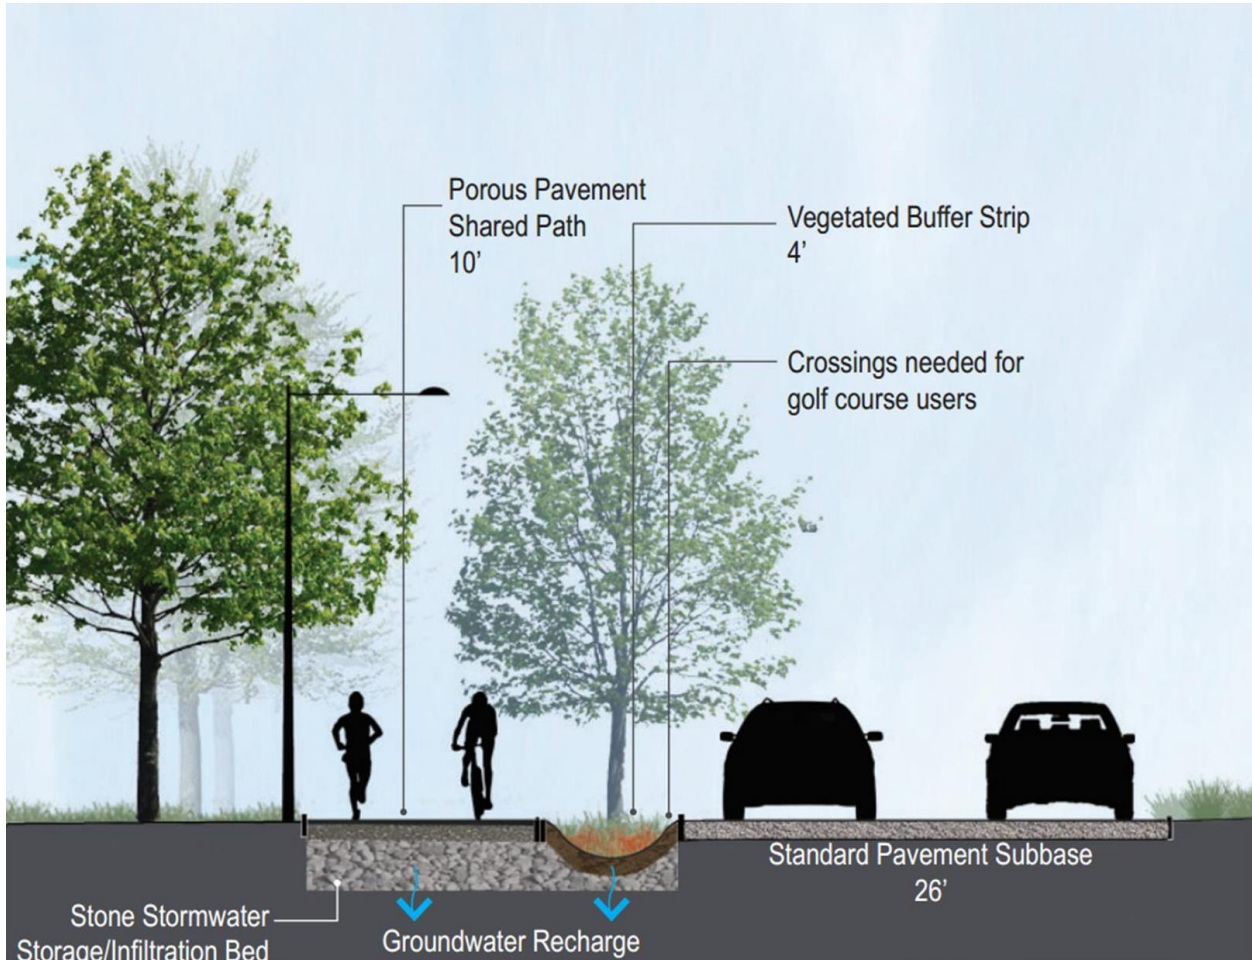 Porous Pavement
Shared Path
10’
Vegetated Buffer Strip
4’
Crossings needed for
golf course users
Standard Pavement Subbase
26’
Stone Stormwater
Storage/Infiltration Bed
Groundwater Recharge